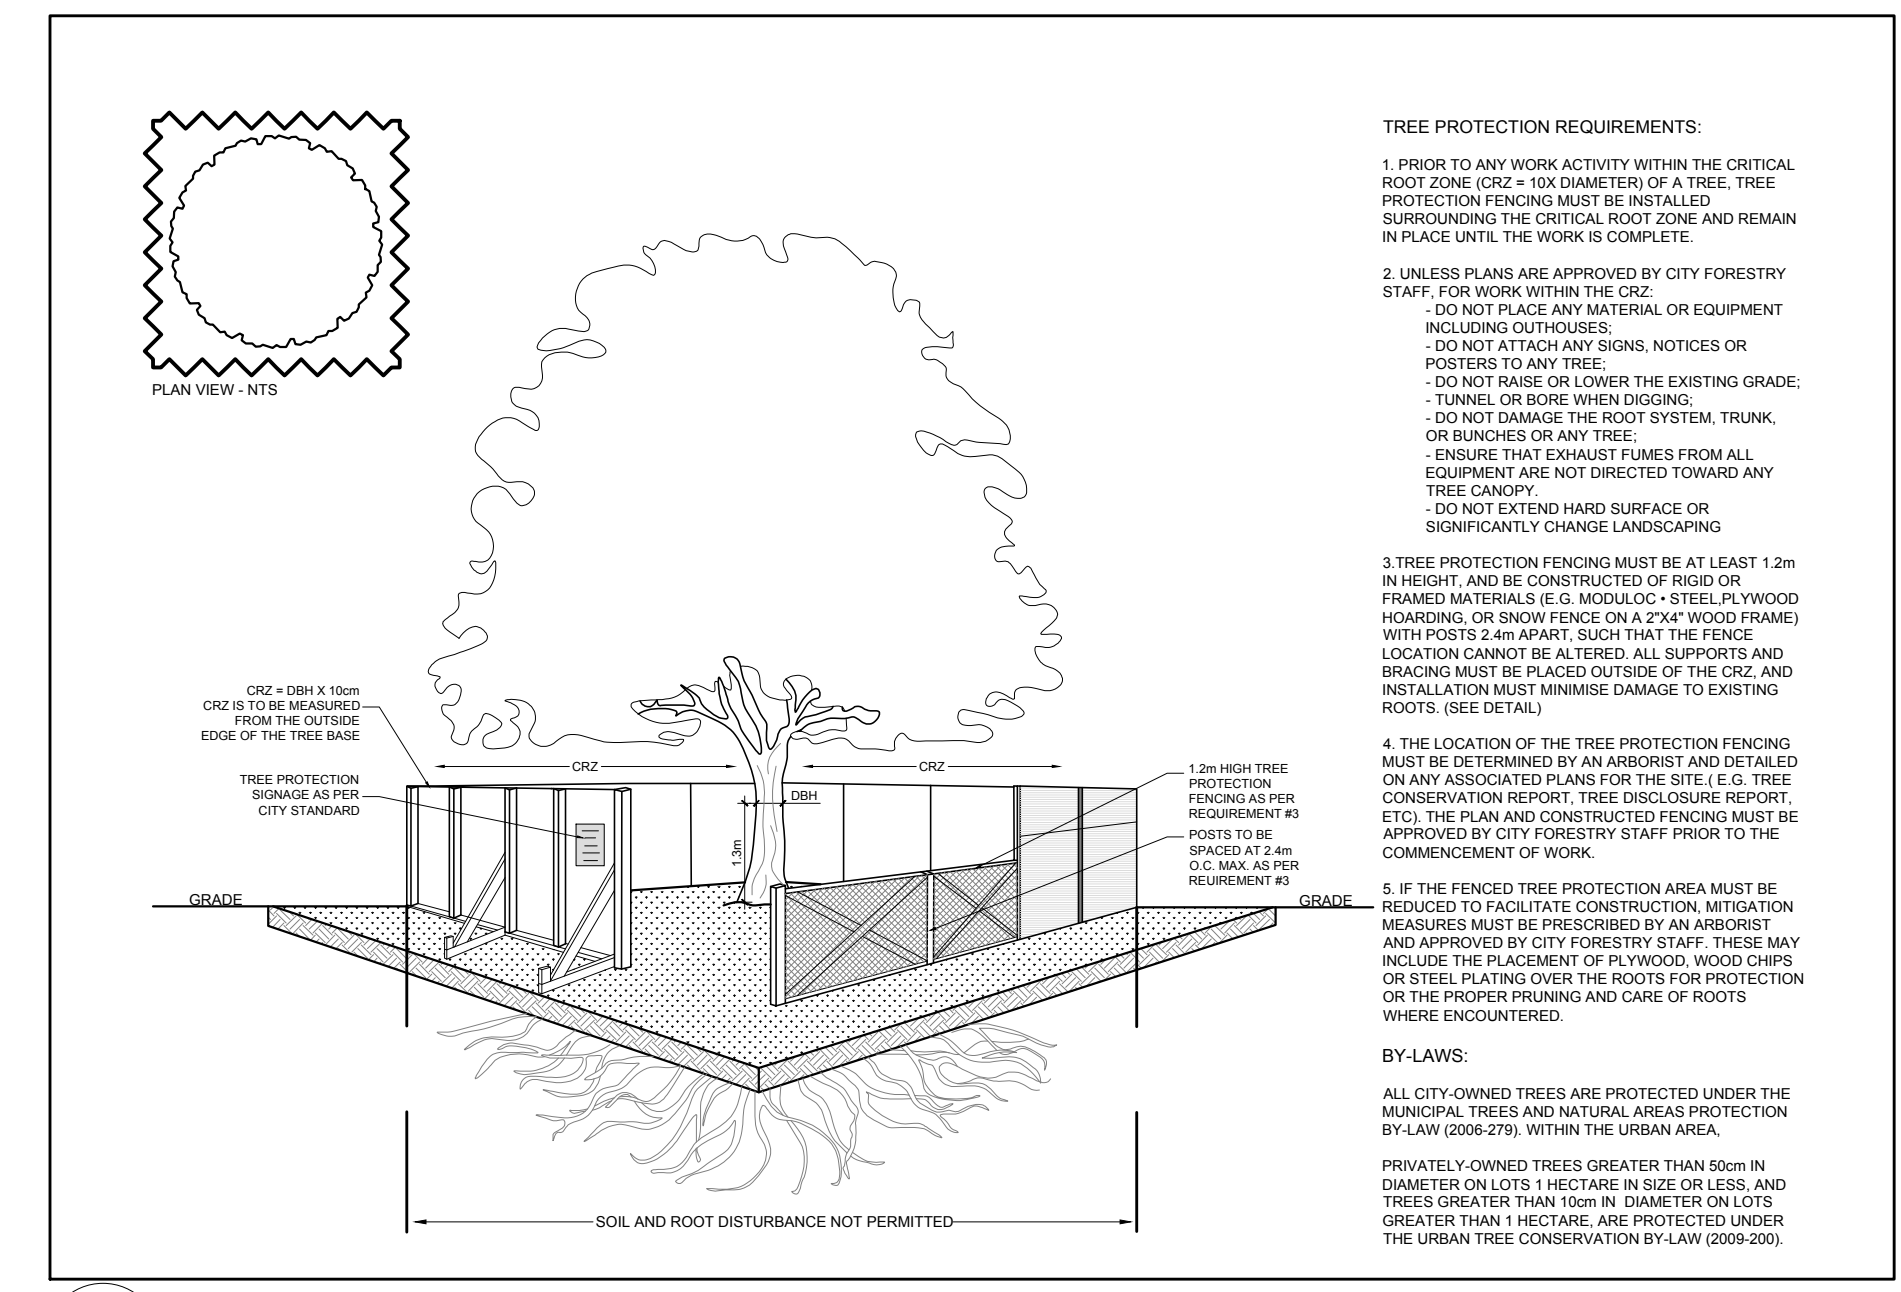 PLAN VIEW - NTS
CRZ = DBH X 10cm
CRZ IS TO BE MEASURED
FROM THE OUTSIDE
EDGE OF THE TREE BASE
TREE PROTECTION
SIGNAGE AS PER
CITY STANDARD
CRZ
CRZ
DBH
1.3m
1.2m HIGH TREE
PROTECTION
FENCING AS PER
REQUIREMENT #3
POSTS TO BE
SPACED AT 2.4m
O.C. MAX. AS PER
REUIREMENT #3
GRADE
GRADE
SOIL AND ROOT DISTURBANCE NOT PERMITTED
TREE PROTECTION REQUIREMENTS:
1. PRIOR TO ANY WORK ACTIVITY WITHIN THE CRITICAL
ROOT ZONE (CRZ = 10X DIAMETER) OF A TREE, TREE
PROTECTION FENCING MUST BE INSTALLED
SURROUNDING THE CRITICAL ROOT ZONE AND REMAIN
IN PLACE UNTIL THE WORK IS COMPLETE.
2. UNLESS PLANS ARE APPROVED BY CITY FORESTRY
STAFF, FOR WORK WITHIN THE CRZ:
- DO NOT PLACE ANY MATERIAL OR EQUIPMENT
INCLUDING OUTHOUSES;
- DO NOT ATTACH ANY SIGNS, NOTICES OR
POSTERS TO ANY TREE;
- DO NOT RAISE OR LOWER THE EXISTING GRADE;
- TUNNEL OR BORE WHEN DIGGING;
- DO NOT DAMAGE THE ROOT SYSTEM, TRUNK,
OR BUNCHES OR ANY TREE;
- ENSURE THAT EXHAUST FUMES FROM ALL
EQUIPMENT ARE NOT DIRECTED TOWARD ANY
TREE CANOPY.
- DO NOT EXTEND HARD SURFACE OR
SIGNIFICANTLY CHANGE LANDSCAPING
3.TREE PROTECTION FENCING MUST BE AT LEAST 1.2m
IN HEIGHT, AND BE CONSTRUCTED OF RIGID OR
FRAMED MATERIALS (E.G. MODULOC • STEEL,PLYWOOD
HOARDING, OR SNOW FENCE ON A 2"X4" WOOD FRAME)
WITH POSTS 2.4m APART, SUCH THAT THE FENCE
LOCATION CANNOT BE ALTERED. ALL SUPPORTS AND
BRACING MUST BE PLACED OUTSIDE OF THE CRZ, AND
INSTALLATION MUST MINIMISE DAMAGE TO EXISTING
ROOTS. (SEE DETAIL)
4. THE LOCATION OF THE TREE PROTECTION FENCING
MUST BE DETERMINED BY AN ARBORIST AND DETAILED
ON ANY ASSOCIATED PLANS FOR THE SITE.( E.G. TREE
CONSERVATION REPORT, TREE DISCLOSURE REPORT,
ETC). THE PLAN AND CONSTRUCTED FENCING MUST BE
APPROVED BY CITY FORESTRY STAFF PRIOR TO THE
COMMENCEMENT OF WORK.
5. IF THE FENCED TREE PROTECTION AREA MUST BE
REDUCED TO FACILITATE CONSTRUCTION, MITIGATION
MEASURES MUST BE PRESCRIBED BY AN ARBORIST
AND APPROVED BY CITY FORESTRY STAFF. THESE MAY
INCLUDE THE PLACEMENT OF PLYWOOD, WOOD CHIPS
OR STEEL PLATING OVER THE ROOTS FOR PROTECTION
OR THE PROPER PRUNING AND CARE OF ROOTS
WHERE ENCOUNTERED.
BY-LAWS:
ALL CITY-OWNED TREES ARE PROTECTED UNDER THE
MUNICIPAL TREES AND NATURAL AREAS PROTECTION
BY-LAW (2006-279). WITHIN THE URBAN AREA,
PRIVATELY-OWNED TREES GREATER THAN 50cm IN
DIAMETER ON LOTS 1 HECTARE IN SIZE OR LESS, AND
TREES GREATER THAN 10cm IN DIAMETER ON LOTS
GREATER THAN 1 HECTARE, ARE PROTECTED UNDER
THE URBAN TREE CONSERVATION BY-LAW (2009-200).